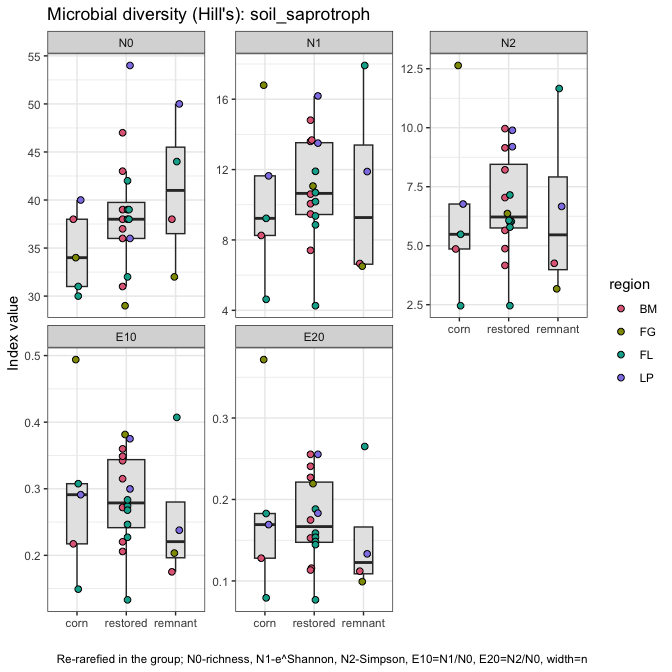 Microbial diversity (Hill's): soil_saprotroph
N0
N1
N2
55
50
45
40
35
30
16
12
8
4
12.5
10.0
7.5
5.0
2.5
corn restored remnant
Index value
region
BM
FG
FL
LP
E10
E20
0.5
0.4
0.3
0.2
0.3
0.2
0.1
corn restored remnant
corn restored remnant
Re-rarefied in the group; N0-richness, N1-e^Shannon, N2-Simpson, E10=N1/N0, E20=N2/N0, width=n